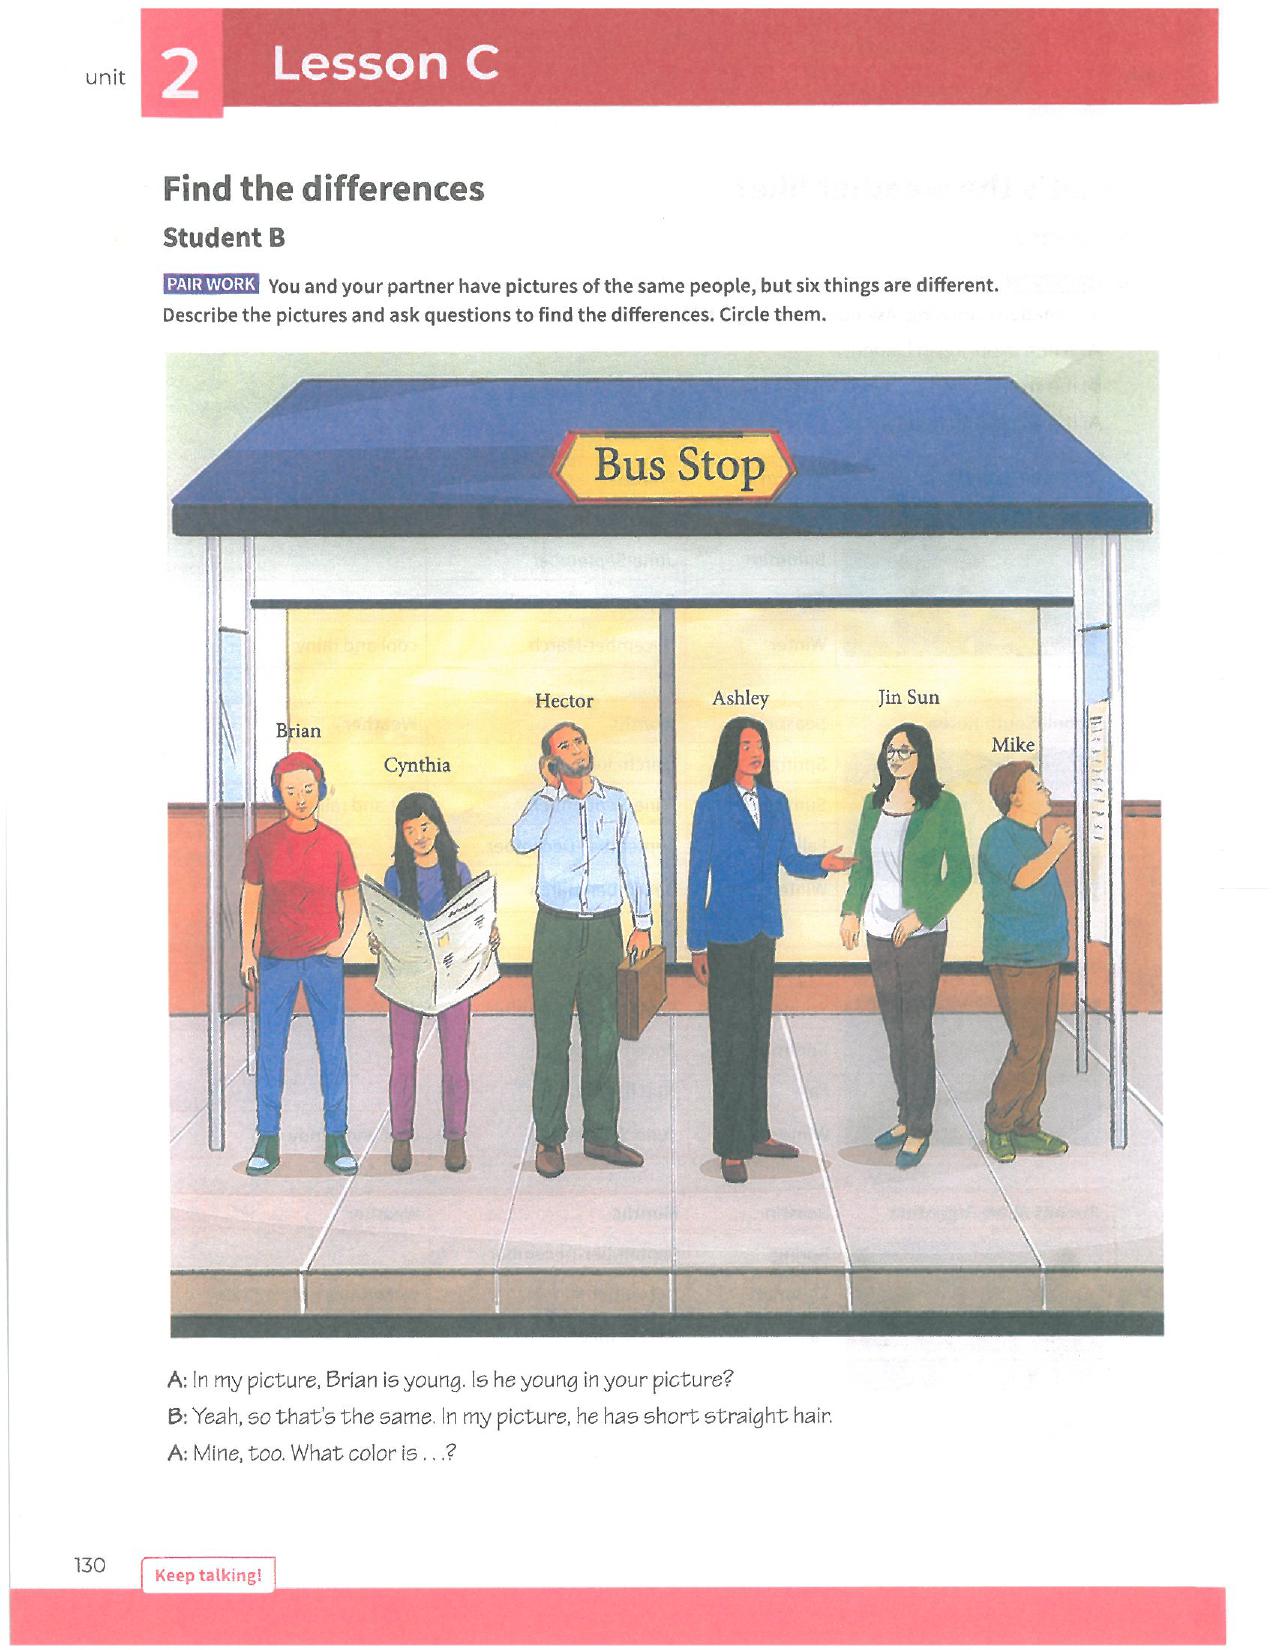 unit 2 Lesson C
Find the differences
Student B
PAIR WORK You and your partner have pictures of the same people, but six things are different.
Describe the pictures and ask questions to find the differences. Circle them.
Bus Stop
Hector
Ashley
Jin Sun
Brian
Mike
Cynthia
A: In my picture, Brian is young. Is he young in your picture?
B: Yeah, so that's the same. In my picture, he has short straight hair.
A: Mine, too. What color is . . .?
130 Keep talking!